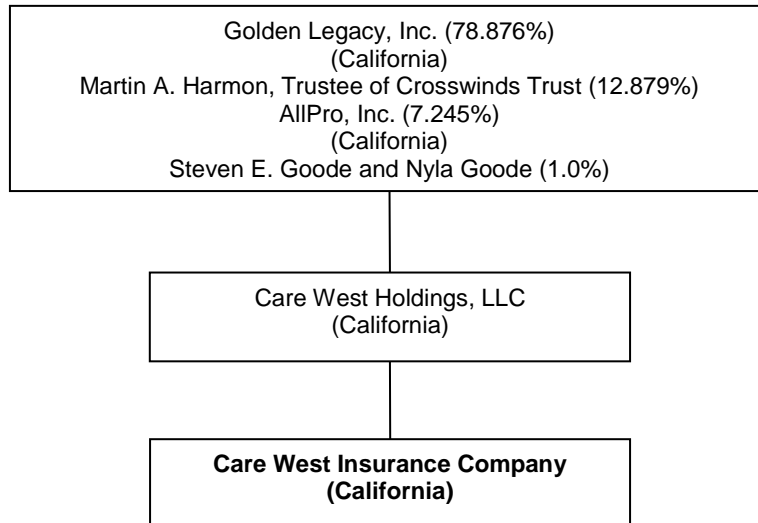 Golden Legacy, Inc. (78.876%)
(California)
Martin A. Harmon, Trustee of Crosswinds Trust (12.879%)
AllPro, Inc. (7.245%)
(California)
Steven E. Goode and Nyla Goode (1.0%)
Care West Holdings, LLC
(California)
Care West Insurance Company
(California)